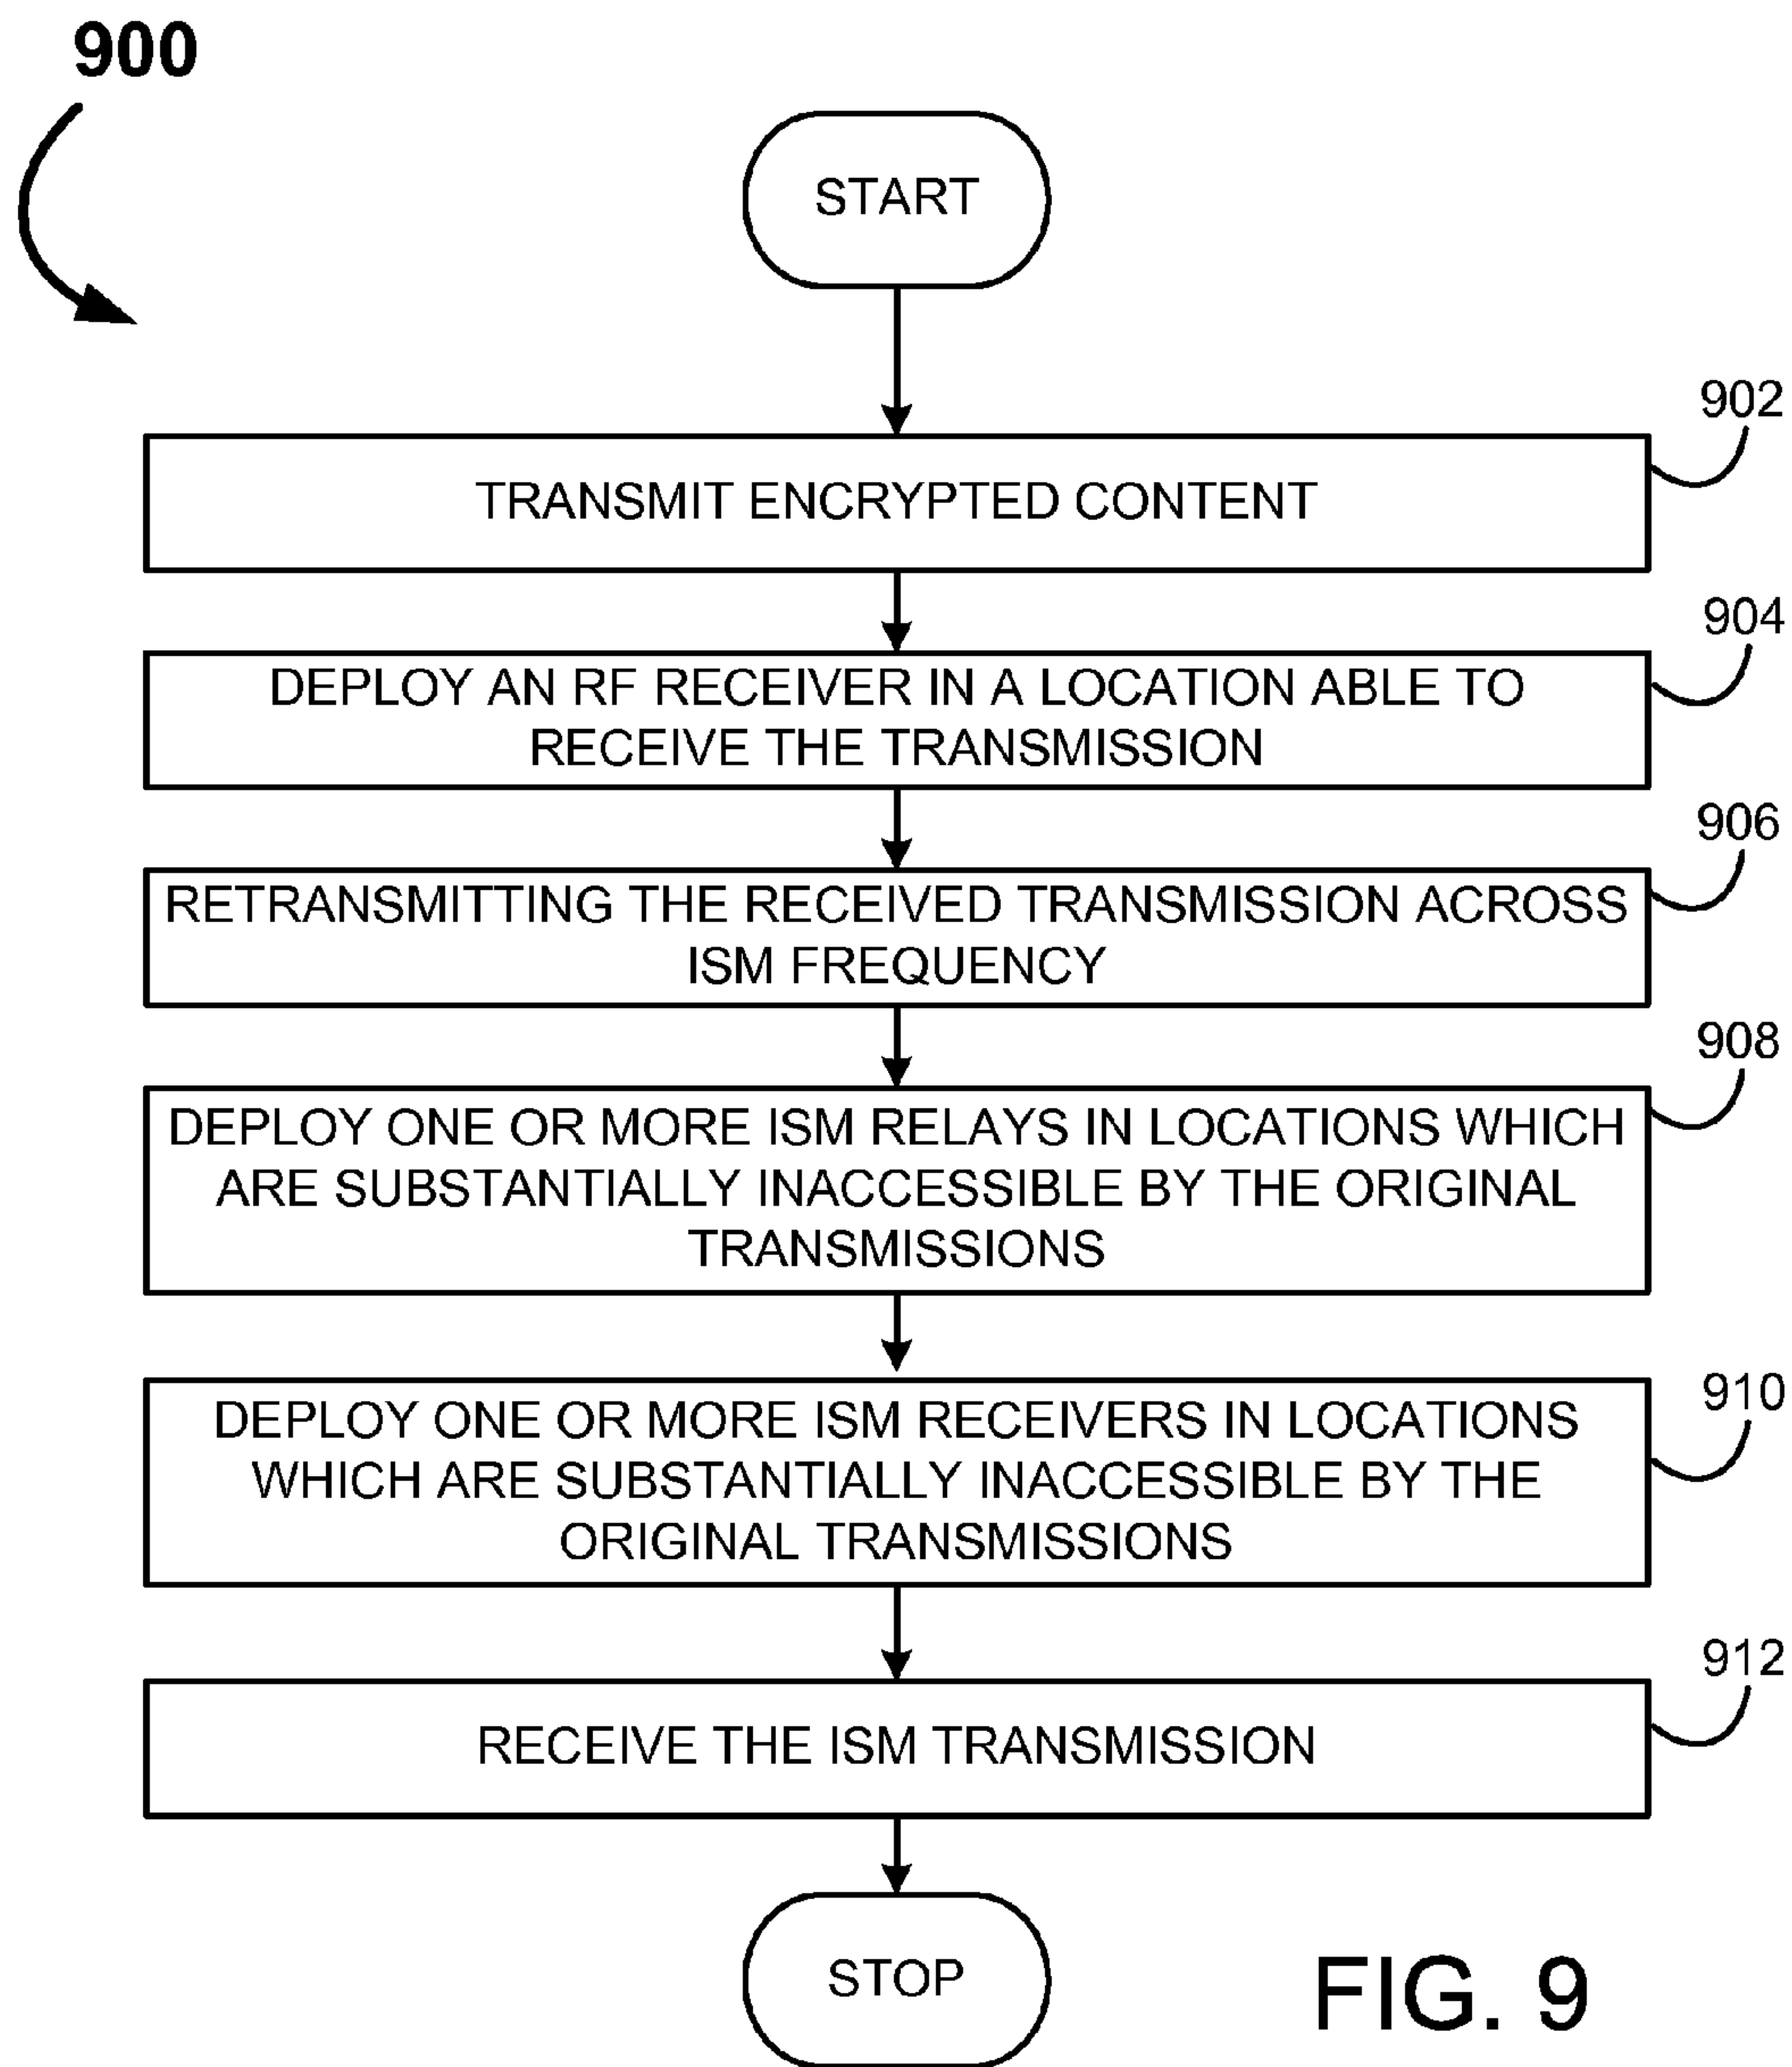 900
START
902
TRANSMIT ENCRYPTED CONTENT
904
DEPLOY AN RF RECEIVER IN A LOCATION ABLE TO
RECEIVE THE TRANSMISSION
906
RETRANSMITTING THE RECEIVED TRANSMISSION ACROSS
ISM FREQUENCY
908
DEPLOY ONE OR MORE ISM RELAYS IN LOCATIONS WHICH
ARE SUBSTANTIALLY INACCESSIBLE BY THE ORIGINAL
TRANSMISSIONS
910
DEPLOY ONE OR MORE ISM RECEIVERS IN LOCATIONS
WHICH ARE SUBSTANTIALLY INACCESSIBLE BY THE
ORIGINAL TRANSMISSIONS
912
RECEIVE THE ISM TRANSMISSION
STOP
FIG. 9